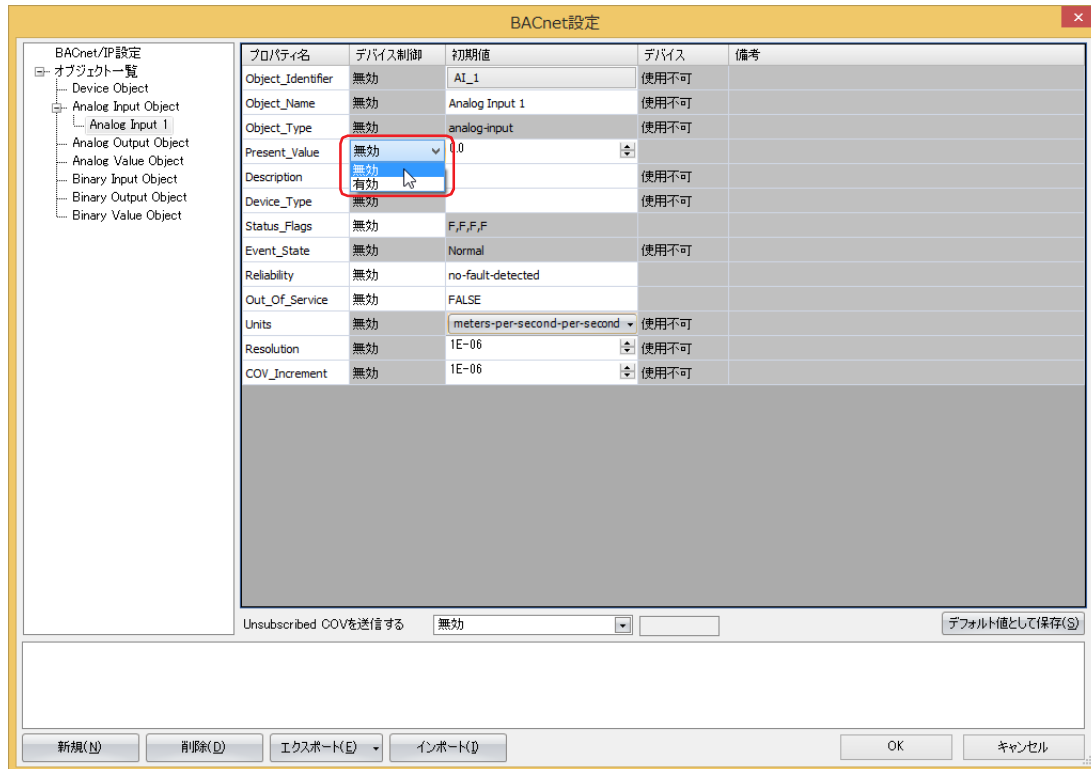 BACnet設定
×
BACnet/IP設定
オブジェクト一覧
Device Object
Analog Input Object
Analog Input 1
Analog Output Object
Analog Value Object
Binary Input Object
Binary Output Object
Binary Value Object
プロパティ名 デバイス制御 初期値 デバイス 備考
Object_Identifier 無効 AI_1 使用不可
Object_Name 無効 Analog Input 1 使用不可
Object_Type 無効 analog-input 使用不可
Present_Value 無効 0.0
無効
有効
Description 使用不可
Device_Type 無効 使用不可
Status_Flags 無効 F,F,F,F
Event_State 無効 Normal 使用不可
Reliability 無効 no-fault-detected
Out_Of_Service 無効 FALSE
Units 無効 meters-per-second-per-second 使用不可
Resolution 無効 1E-06 使用不可
COV_Increment 無効 1E-06 使用不可
Unsubscribed COVを送信する 無効 デフォルト値として保存(S)
新規(N) 削除(D) エクスポート(E) インポート(I) OK キャンセル